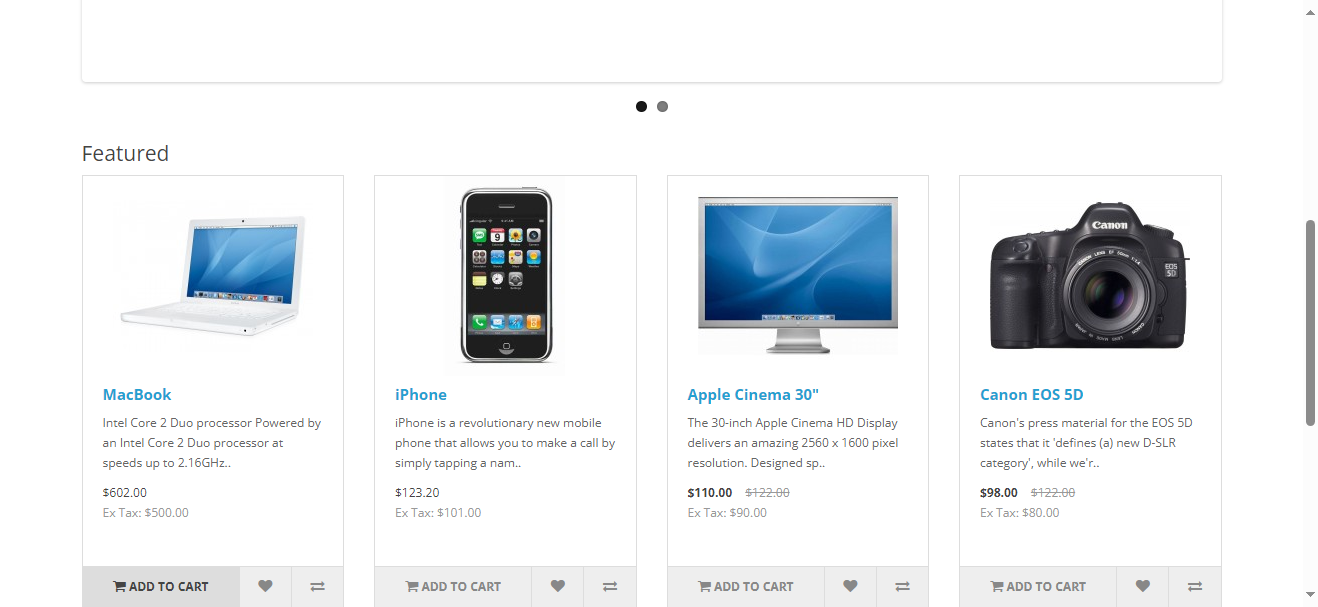 Featured
MacBook
Intel Core 2 Duo processor Powered by
an Intel Core 2 Duo processor at
speeds up to 2.16GHz..
$602.00
Ex Tax: $500.00
ADD TO CART
iPhone
iPhone is a revolutionary new mobile
phone that allows you to make a call by
simply tapping a nam..
$123.20
Ex Tax: $101.00
ADD TO CART
Apple Cinema 30"
The 30-inch Apple Cinema HD Display
delivers an amazing 2560 x 1600 pixel
resolution. Designed sp..
$110.00 $122.00
Ex Tax: $90.00
ADD TO CART
Canon
EOS
5D
Canon EOS 5D
Canon's press material for the EOS 5D
states that it 'defines (a) new D-SLR
category', while we'r..
$98.00 $122.00
Ex Tax: $80.00
ADD TO CART